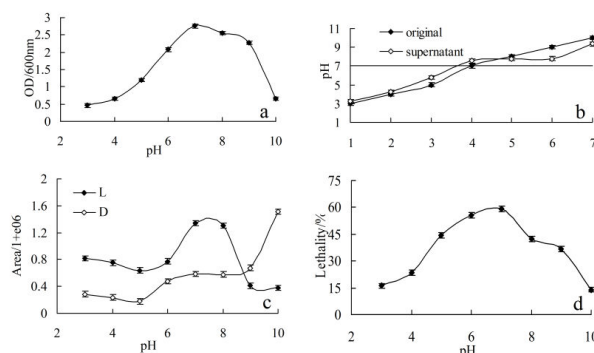 3
2.5
2
1.5
1
0.5
0
OD/600nm
2 4 6 8 10
pH
a
11
9
7
5
3
1
pH
original
supernatant
1 2 3 4 5 6 7
b
1.6
1.2
0.8
0.4
0
Area/1+e06
L
D
2 4 6 8 10
pH
c
75
60
45
30
15
0
Lethality/%
2 4 6 8 10
pH
d